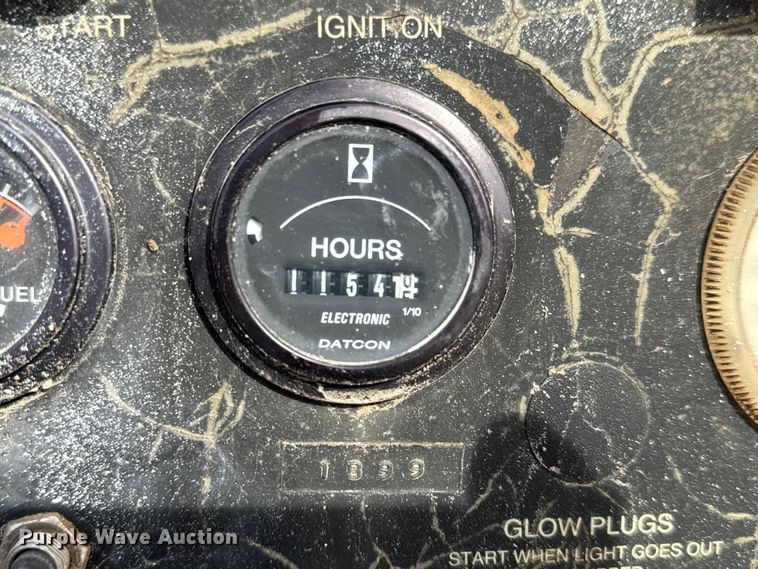 START
IGNITION
HOURS
1154
1/10
ELECTRONIC
DATCON
UEL
1899
GLOW PLUGS
START WHEN LIGHT GOES OUT
Purple Wave Auction